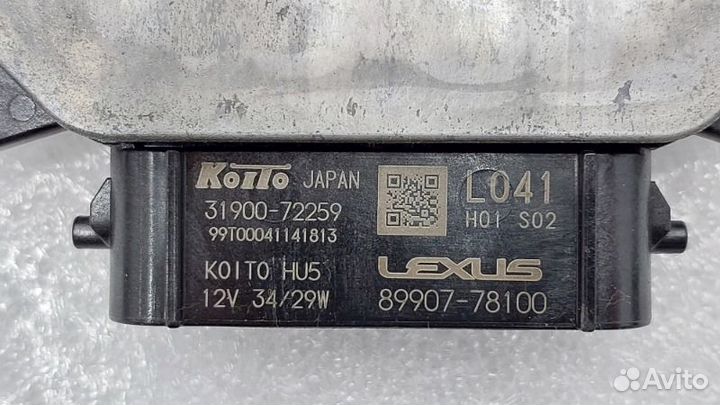 KOITO JAPAN
31900-72259
99T00041141813
KOITO HU5
12V 34/29W
L041
H01 S02
LEXUS
89907-78100
Avito